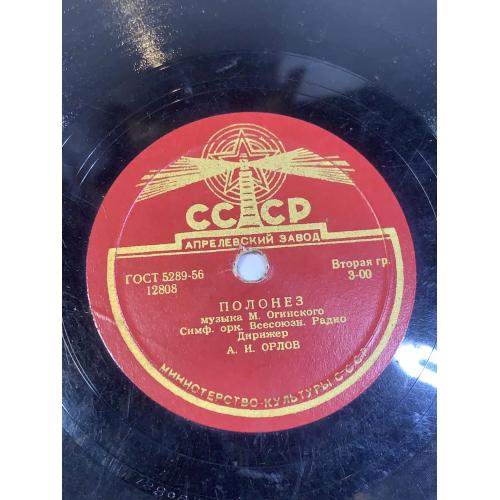 СССР
АПРЕЛЕВСКИЙ ЗАВОД
ГОСТ 5289-56
12808
Вторая гр.
3-00
ПОЛОНЕЗ
музыка М. Огинского
Симф. орк. Всесоюзн. Радио
Дирижер
А. И. ОРЛОВ
МИНИСТЕРСТВО-КУЛЬТУРЫ С·С·С·Р